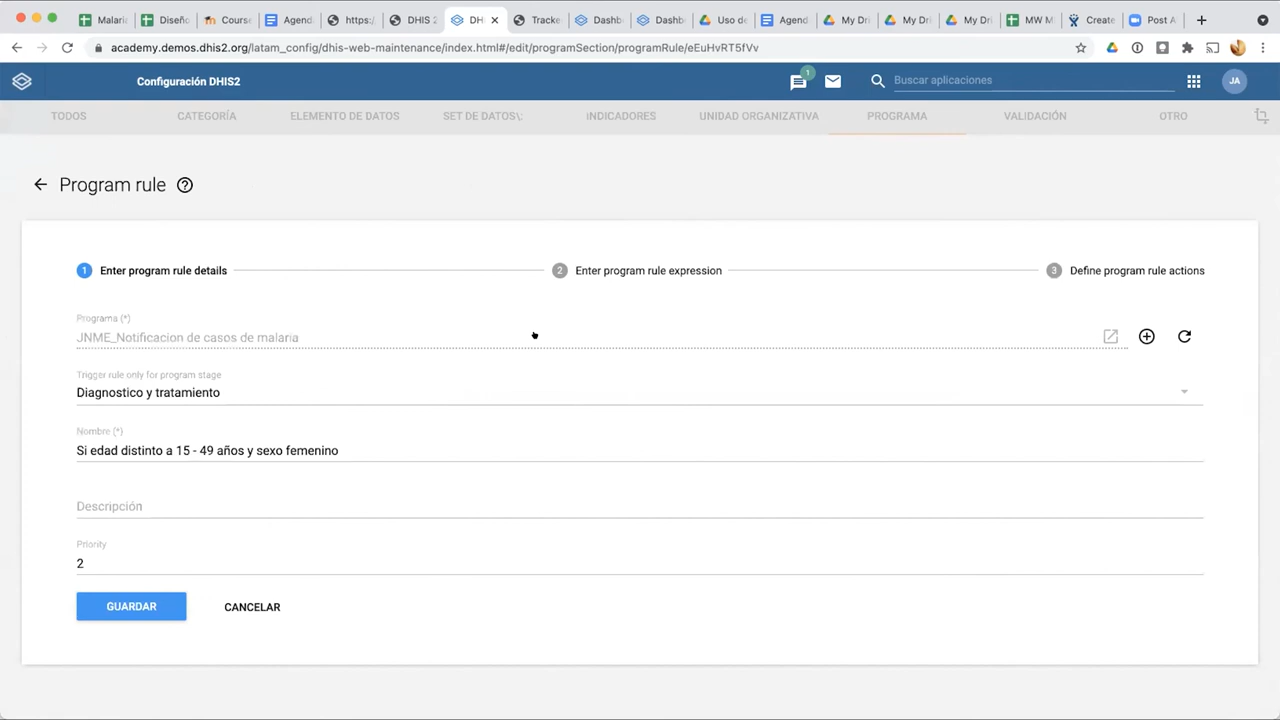 Malari
Diseño
Course
Agend
https:/
DHIS 2
DH
Tracke
Dashb
Dashb
Uso de
Agend
My Dri
My Dri
My Dri
MW M
Create
Post A
academy.demos.dhis2.org/latam_config/dhis-web-maintenance/index.html#/edit/programSection/programRule/eEuHvRT5fVv
Configuración DHIS2
1
Buscar aplicaciones
JA
TODOS
CATEGORÍA
ELEMENTO DE DATOS
SET DE DATOS\:
INDICADORES
UNIDAD ORGANIZATIVA
PROGRAMA
VALIDACIÓN
OTRO
Program rule
1 Enter program rule details
2 Enter program rule expression
3 Define program rule actions
Programa (*)
JNME_Notificacion de casos de malaria
Trigger rule only for program stage
Diagnostico y tratamiento
Nombre (*)
Si edad distinto a 15 - 49 años y sexo femenino
Descripción
Priority
2
GUARDAR
CANCELAR